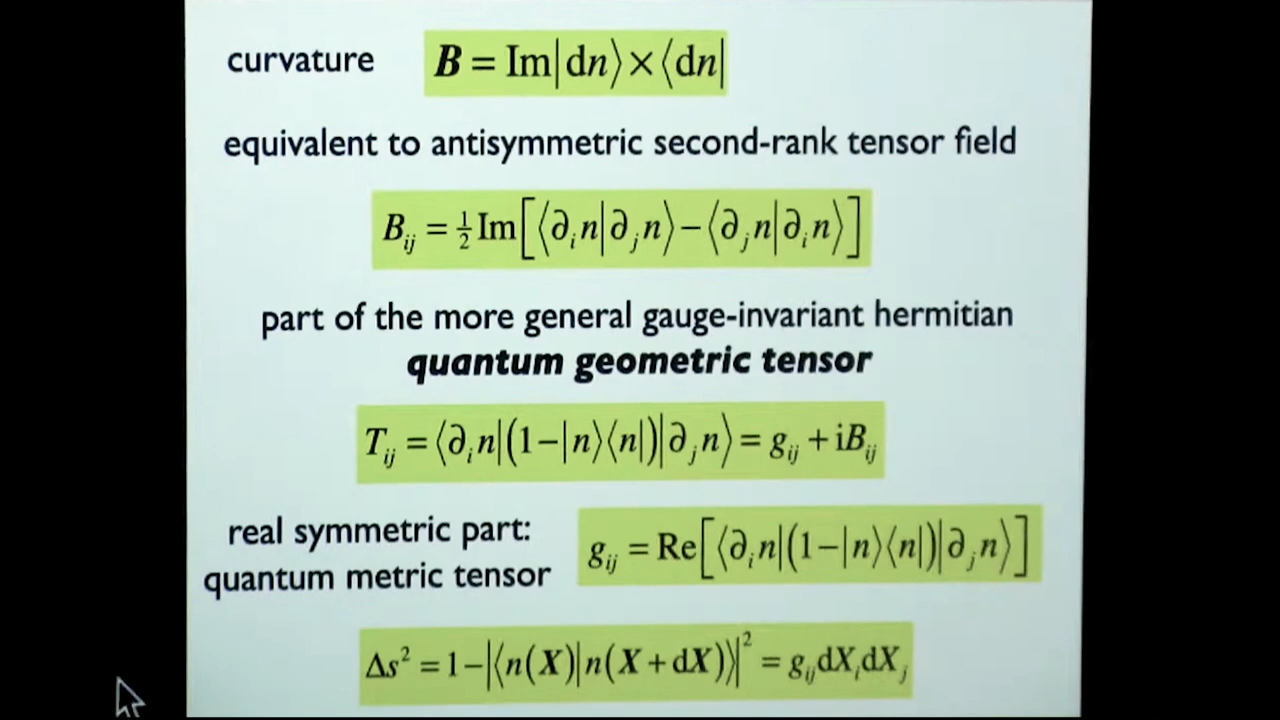 curvature B = Im|dn⟩×⟨dn|
equivalent to antisymmetric second-rank tensor field
B_ij = ½ Im[⟨∂_i n|∂_j n⟩−⟨∂_j n|∂_i n⟩]
part of the more general gauge-invariant hermitian
quantum geometric tensor
T_ij = ⟨∂_i n|(1−|n⟩⟨n|)|∂_j n⟩ = g_ij + iB_ij
real symmetric part:
quantum metric tensor
g_ij = Re[⟨∂_i n|(1−|n⟩⟨n|)|∂_j n⟩]
Δs² = 1−|⟨n(X)|n(X+dX)⟩|² = g_ij dX_i dX_j